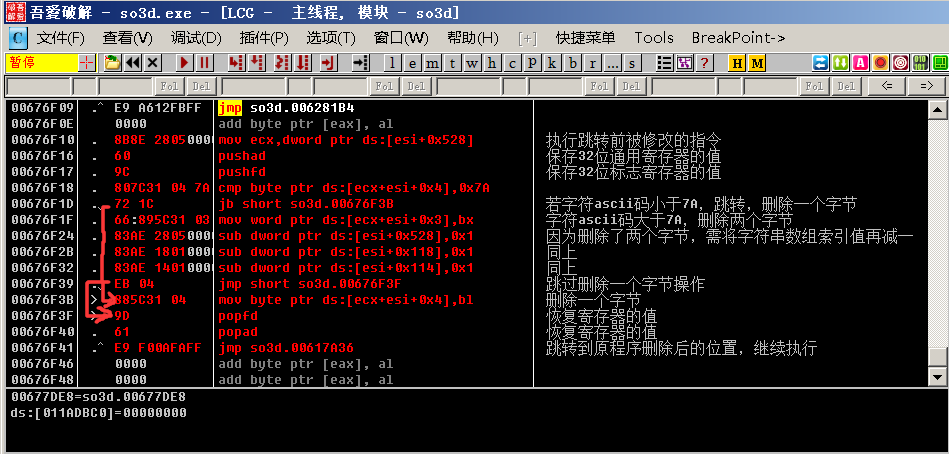 吾爱破解 - so3d.exe - [LCG - 主线程, 模块 - so3d]
C 文件(F) 查看(V) 调试(D) 插件(P) 选项(T) 窗口(W) 帮助(H) [+] 快捷菜单 Tools BreakPoint->
暂停 l e m t w h c p k b r ... s ? H M A
Fol Del Fol Del Fol Del Fol Del <= =>
00676F09 .^ E9 A612FBFF jmp so3d.006281B4
00676F0E 0000 add byte ptr [eax], al
00676F10 . 8B8E 28050000 mov ecx,dword ptr ds:[esi+0x528] 执行跳转前被修改的指令
00676F16 . 60 pushad 保存32位通用寄存器的值
00676F17 . 9C pushfd 保存32位标志寄存器的值
00676F18 . 807C31 04 7A cmp byte ptr ds:[ecx+esi+0x4],0x7A
00676F1D . 72 1C jb short so3d.00676F3B 若字符ascii码小于7A，跳转，删除一个字节
00676F1F . 66:895C31 03 mov word ptr ds:[ecx+esi+0x3],bx 字符ascii码大于7A，删除两个字节
00676F24 . 83AE 28050000 sub dword ptr ds:[esi+0x528],0x1 因为删除了两个字节，需将字符串数组索引值再减一
00676F2B . 83AE 18010000 sub dword ptr ds:[esi+0x118],0x1 同上
00676F32 . 83AE 14010000 sub dword ptr ds:[esi+0x114],0x1 同上
00676F39 . EB 04 jmp short so3d.00676F3F 跳过删除一个字节操作
00676F3B > 885C31 04 mov byte ptr ds:[ecx+esi+0x4],bl 删除一个字节
00676F3F > 9D popfd 恢复寄存器的值
00676F40 . 61 popad 恢复寄存器的值
00676F41 .^ E9 F00AFAFF jmp so3d.00617A36 跳转到原程序删除后的位置，继续执行
00676F46 0000 add byte ptr [eax], al
00676F48 0000 add byte ptr [eax], al
00677DE8=so3d.00677DE8
ds:[011ADBC0]=00000000